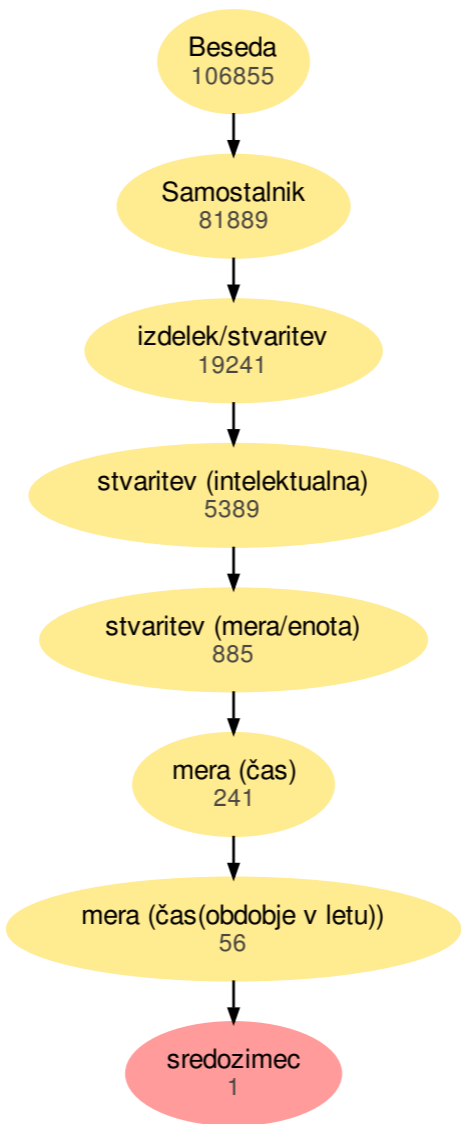 Beseda
106855
Samostalnik
81889
izdelek/stvaritev
19241
stvaritev (intelektualna)
5389
stvaritev (mera/enota)
885
mera (čas)
241
mera (čas(obdobje v letu))
56
sredozimec
1